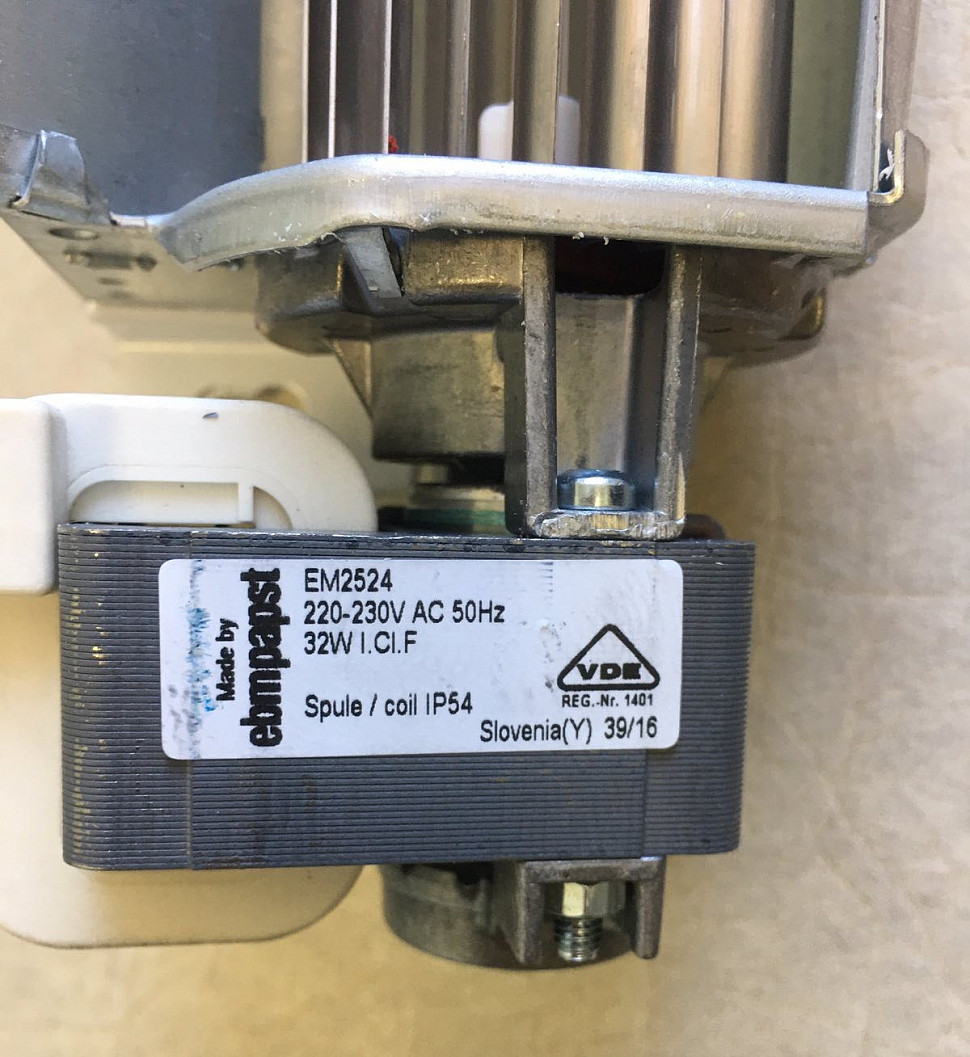 Made by
ebmpapst
EM2524
220-230V AC 50Hz
32W I.Cl.F
Spule / coil IP54
VDE
REG.-Nr. 1401
Slovenia(Y) 39/16